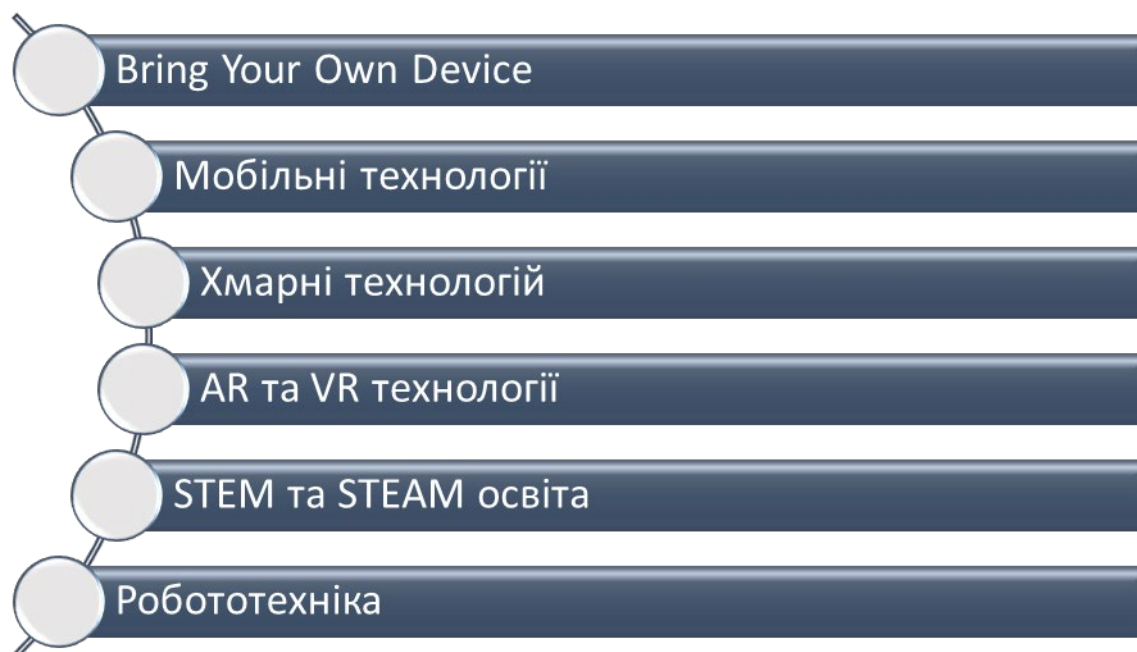 Bring Your Own Device
Мобільні технології
Хмарні технологій
AR та VR технології
STEM та STEAM освіта
Робототехніка